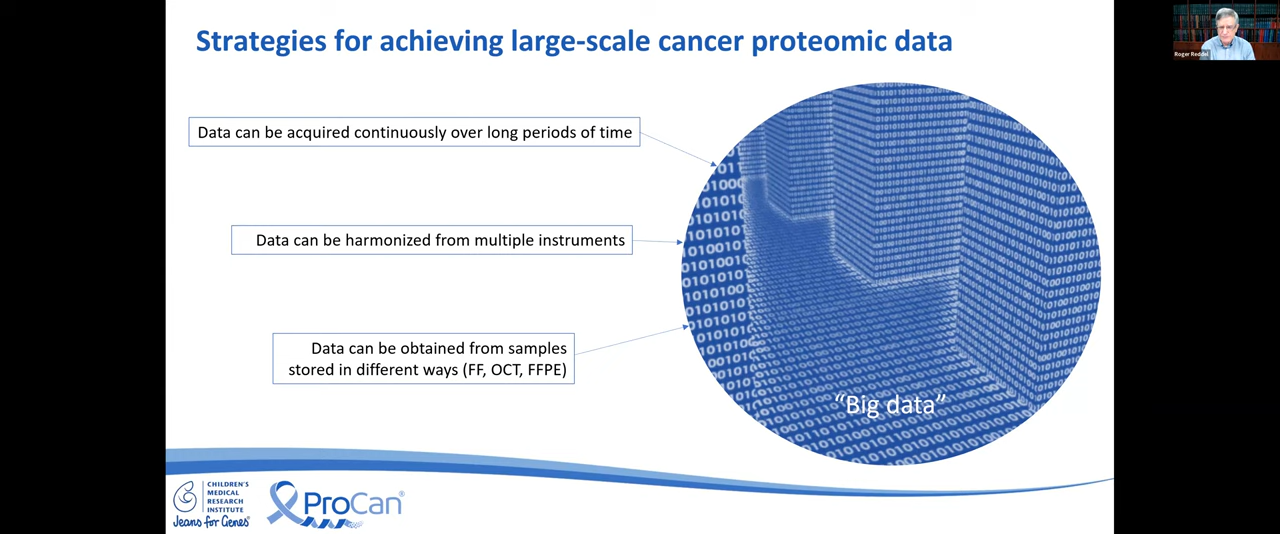 Strategies for achieving large-scale cancer proteomic data
Roger Reddel
Data can be acquired continuously over long periods of time
Data can be harmonized from multiple instruments
Data can be obtained from samples
stored in different ways (FF, OCT, FFPE)
“Big data”
CHILDREN'S
MEDICAL
RESEARCH
INSTITUTE
Jeans for Genes®
ProCan®